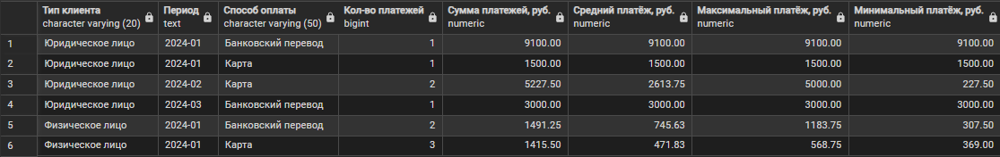 Тип клиента Период Способ оплаты Кол-во платежей Сумма платежей, руб. Средний платёж, руб. Максимальный платёж, руб. Минимальный платёж, руб.
character varying (20) text character varying (50) bigint numeric numeric numeric numeric
1 Юридическое лицо 2024-01 Банковский перевод 1 9100.00 9100.00 9100.00 9100.00
2 Юридическое лицо 2024-01 Карта 1 1500.00 1500.00 1500.00 1500.00
3 Юридическое лицо 2024-02 Карта 2 5227.50 2613.75 5000.00 227.50
4 Юридическое лицо 2024-03 Банковский перевод 1 3000.00 3000.00 3000.00 3000.00
5 Физическое лицо 2024-01 Банковский перевод 2 1491.25 745.63 1183.75 307.50
6 Физическое лицо 2024-01 Карта 3 1415.50 471.83 568.75 369.00